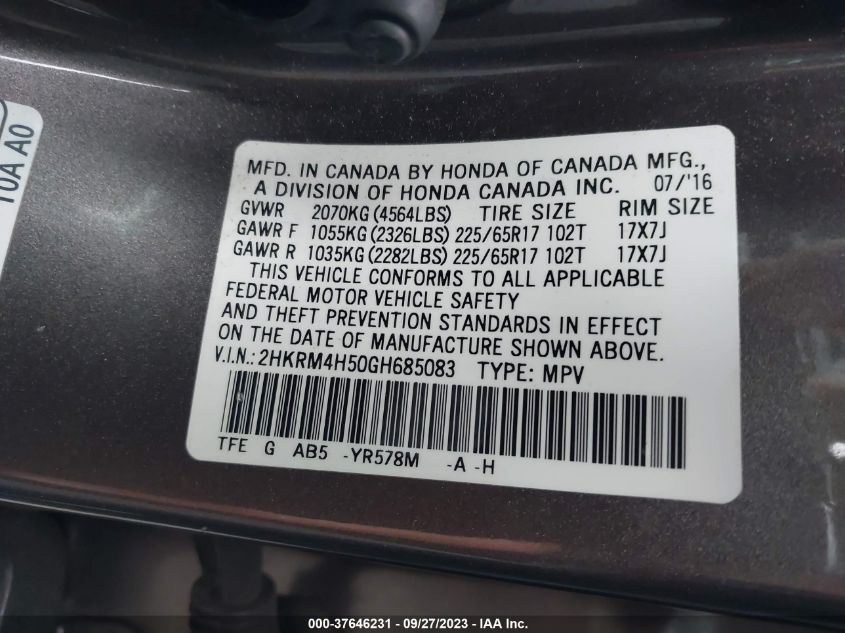 10A A0
MFD. IN CANADA BY HONDA OF CANADA MFG.,
A DIVISION OF HONDA CANADA INC. 07/'16
GVWR 2070KG (4564LBS) TIRE SIZE RIM SIZE
GAWR F 1055KG (2326LBS) 225/65R17 102T 17X7J
GAWR R 1035KG (2282LBS) 225/65R17 102T 17X7J
THIS VEHICLE CONFORMS TO ALL APPLICABLE
FEDERAL MOTOR VEHICLE SAFETY
AND THEFT PREVENTION STANDARDS IN EFFECT
ON THE DATE OF MANUFACTURE SHOWN ABOVE.
V.I.N.: 2HKRM4H50GH685083 TYPE: MPV
TFE G AB5 -YR578M -A -H
000-37646231 - 09/27/2023 - IAA Inc.